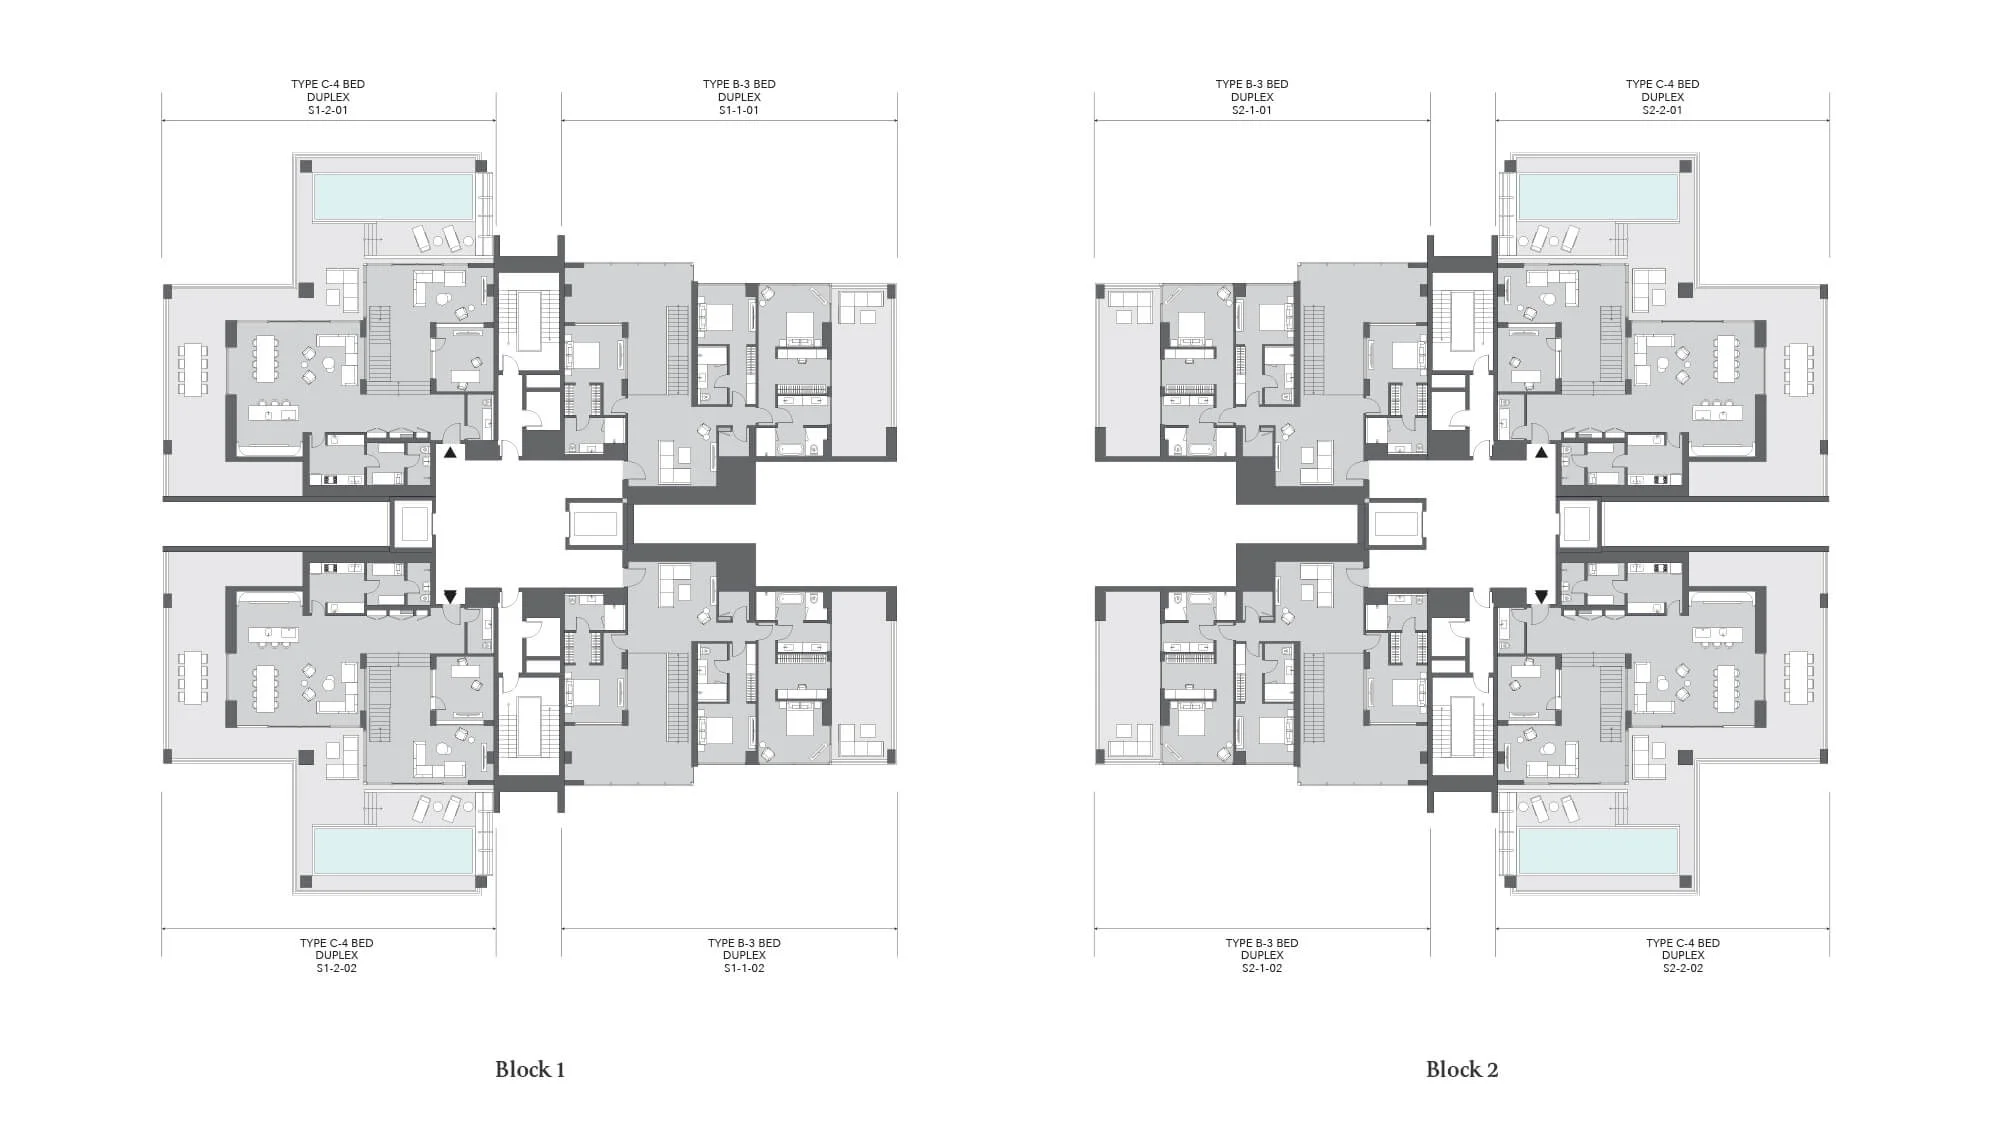 TYPE C-4 BED
DUPLEX
S1-2-01
TYPE B-3 BED
DUPLEX
S1-1-01
TYPE B-3 BED
DUPLEX
S2-1-01
TYPE C-4 BED
DUPLEX
S2-2-01
TYPE C-4 BED
DUPLEX
S1-2-02
TYPE B-3 BED
DUPLEX
S1-1-02
TYPE B-3 BED
DUPLEX
S2-1-02
TYPE C-4 BED
DUPLEX
S2-2-02
Block 1
Block 2